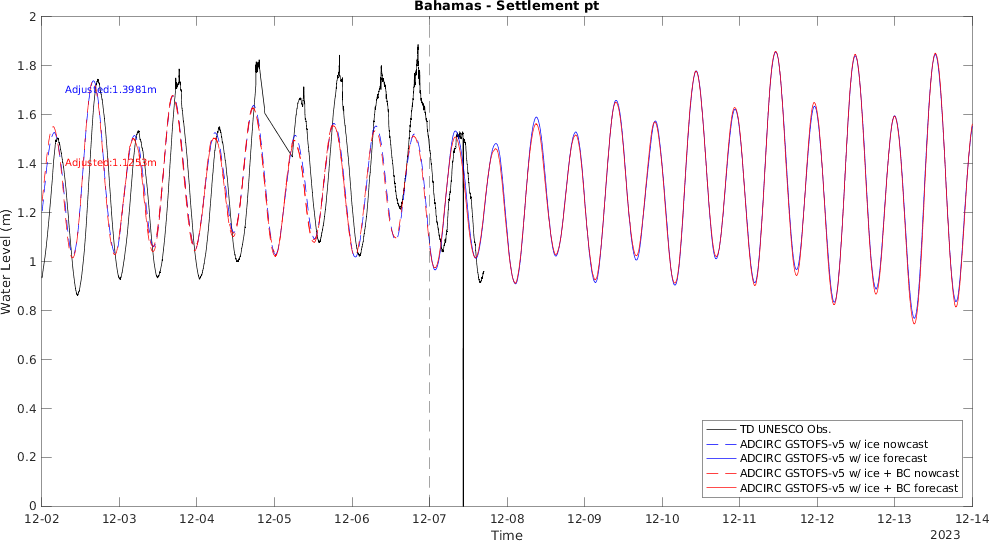 Bahamas - Settlement pt
2
1.8
1.6
1.4
1.2
1
0.8
0.6
0.4
0.2
0
Water Level (m)
Adjusted:1.3981m
Adjusted:1.1253m
TD UNESCO Obs.
ADCIRC GSTOFS-v5 w/ ice nowcast
ADCIRC GSTOFS-v5 w/ ice forecast
ADCIRC GSTOFS-v5 w/ ice + BC nowcast
ADCIRC GSTOFS-v5 w/ ice + BC forecast
12-02 12-03 12-04 12-05 12-06 12-07 12-08 12-09 12-10 12-11 12-12 12-13 12-14
Time
2023